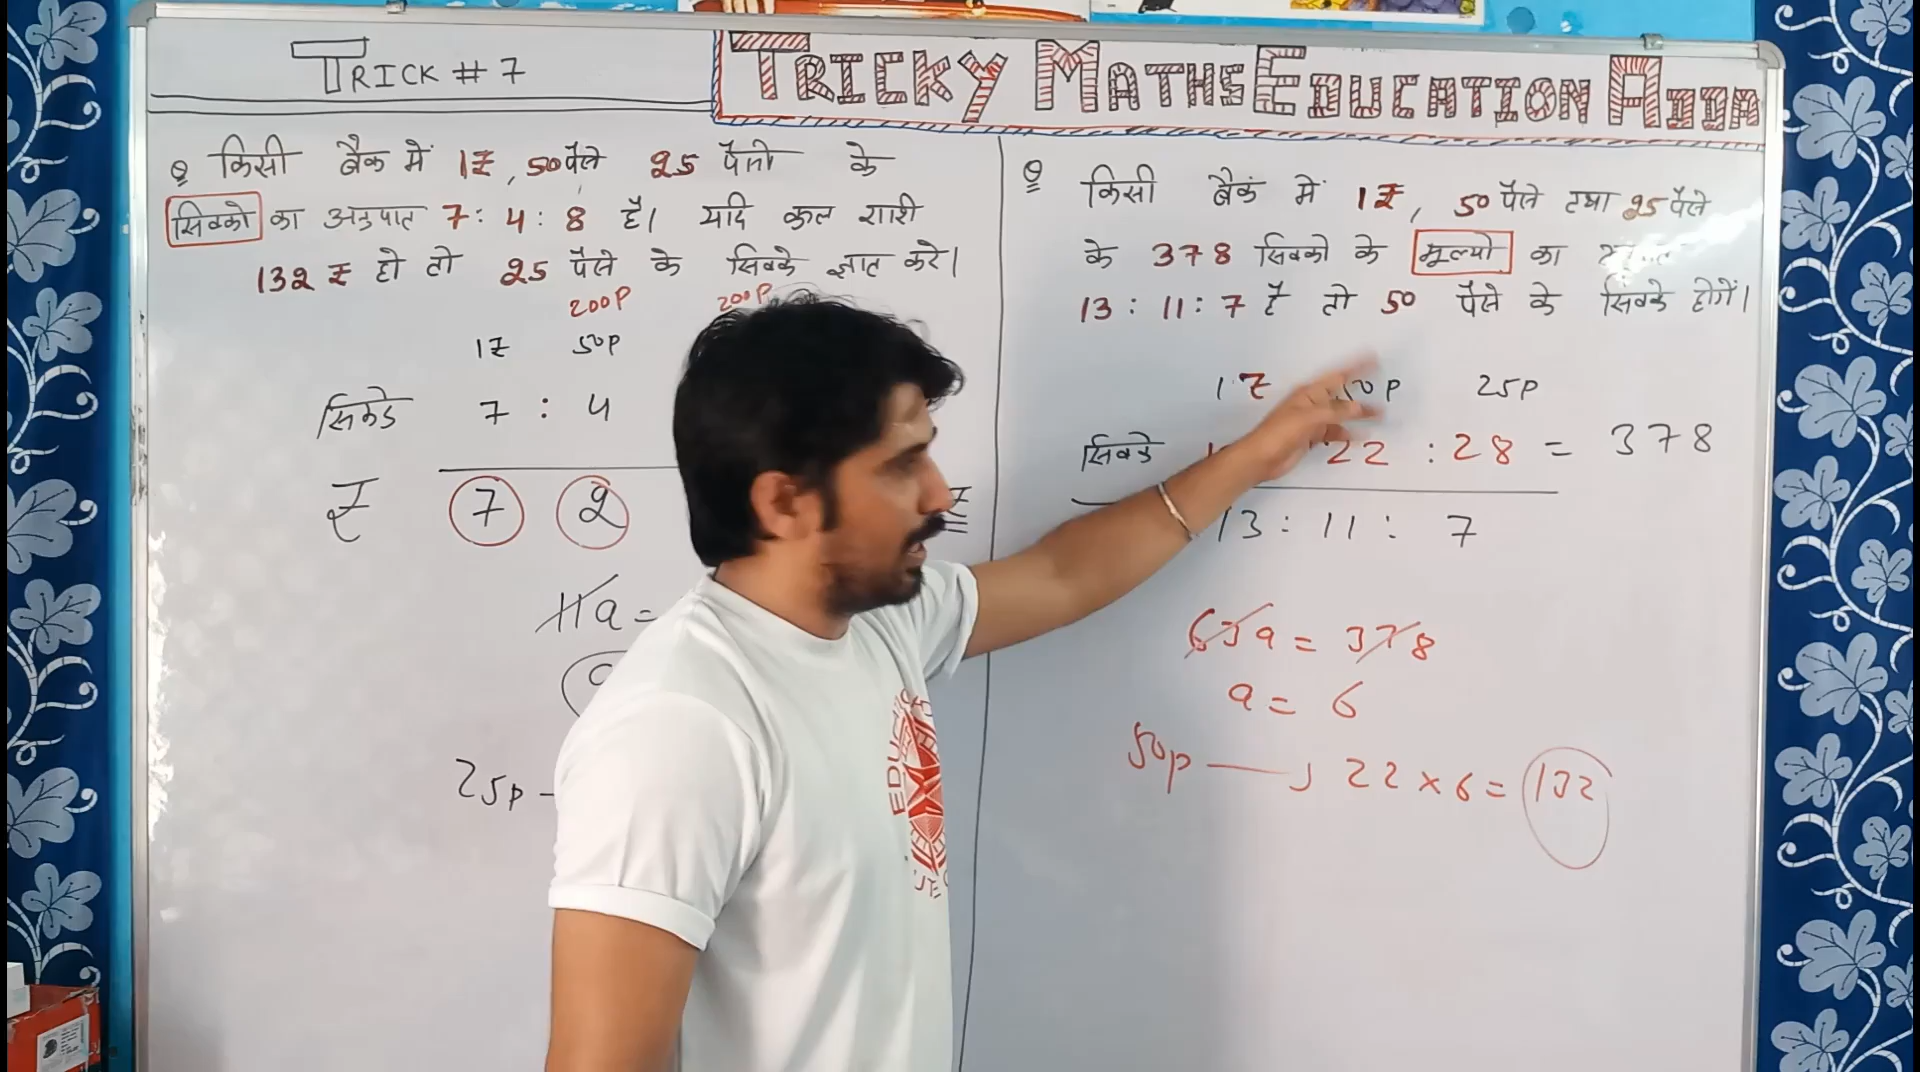 TRICK # 7
TRICKY MATHS EDUCATION ADDA
Q किसी बैंक में 1₹, 50 पैसे 25 पैसो के
सिक्को का अनुपात 7 : 4 : 8 है। यदि कुल राशी
132 ₹ हो तो 25 पैसे के सिक्के ज्ञात करे।
200P 200P
1₹ 50P
सिक्के 7 : 4
₹ 7 2
11a =
25P -
Q किसी बैंक में 1₹, 50 पैसे तथा 25 पैसे
के 378 सिक्को के मूल्यो का
13 : 11 : 7 है तो 50 पैसे के सिक्के होगें।
1₹ 50P 25P
सिक्के 22 : 28 = 378
13 : 11 : 7
63a = 378
a = 6
50P 22 × 6 = 132